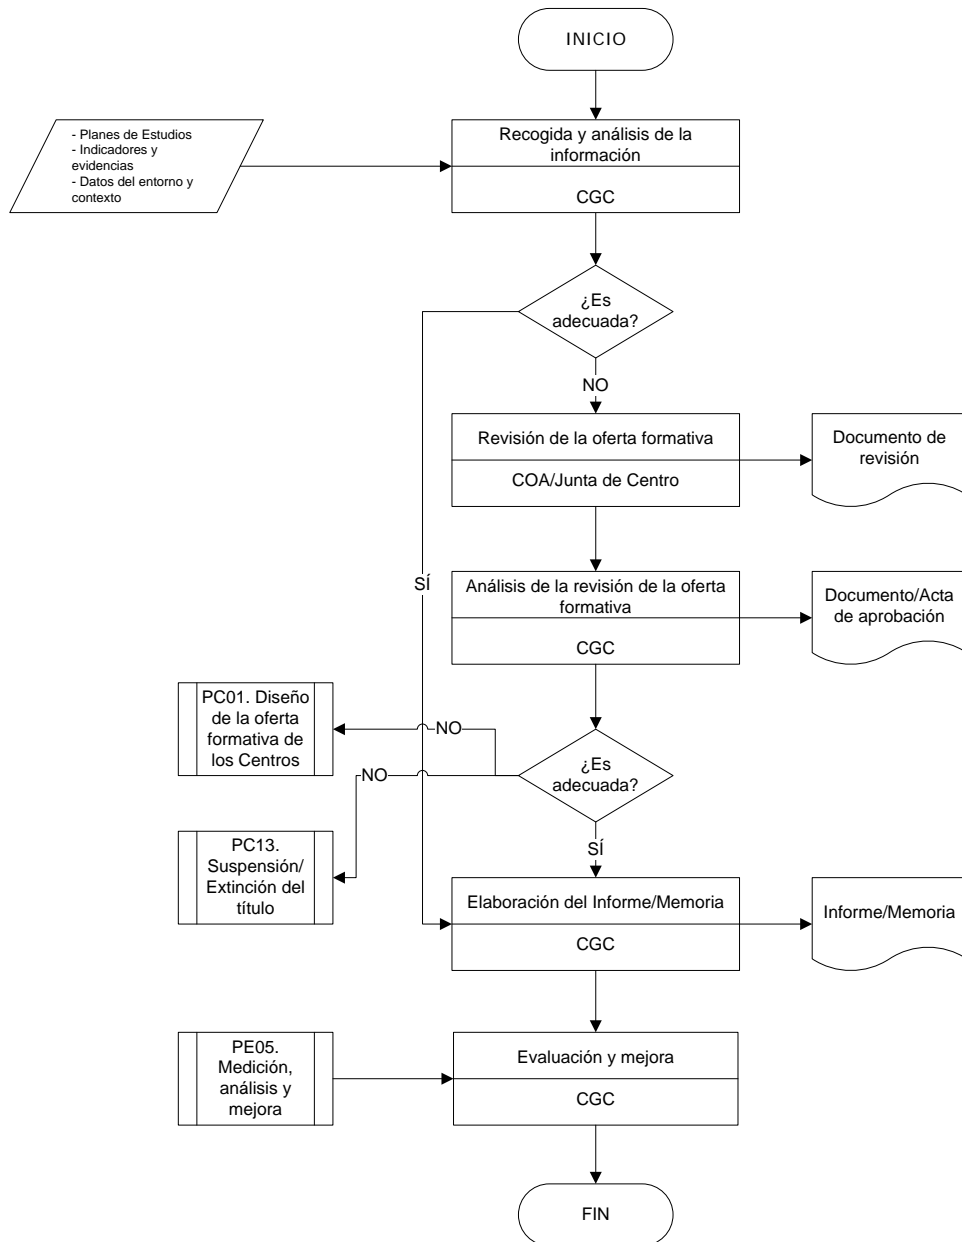 INICIO
- Planes de Estudios
- Indicadores y
evidencias
- Datos del entorno y
contexto
Recogida y análisis de la
información
CGC
¿Es
adecuada?
NO
Revisión de la oferta formativa
COA/Junta de Centro
Documento de
revisión
SÍ
Análisis de la revisión de la oferta
formativa
CGC
Documento/Acta
de aprobación
PC01. Diseño
de la oferta
formativa de
los Centros
NO
NO
¿Es
adecuada?
SÍ
PC13.
Suspensión/
Extinción del
título
Elaboración del Informe/Memoria
CGC
Informe/Memoria
PE05.
Medición,
análisis y
mejora
Evaluación y mejora
CGC
FIN